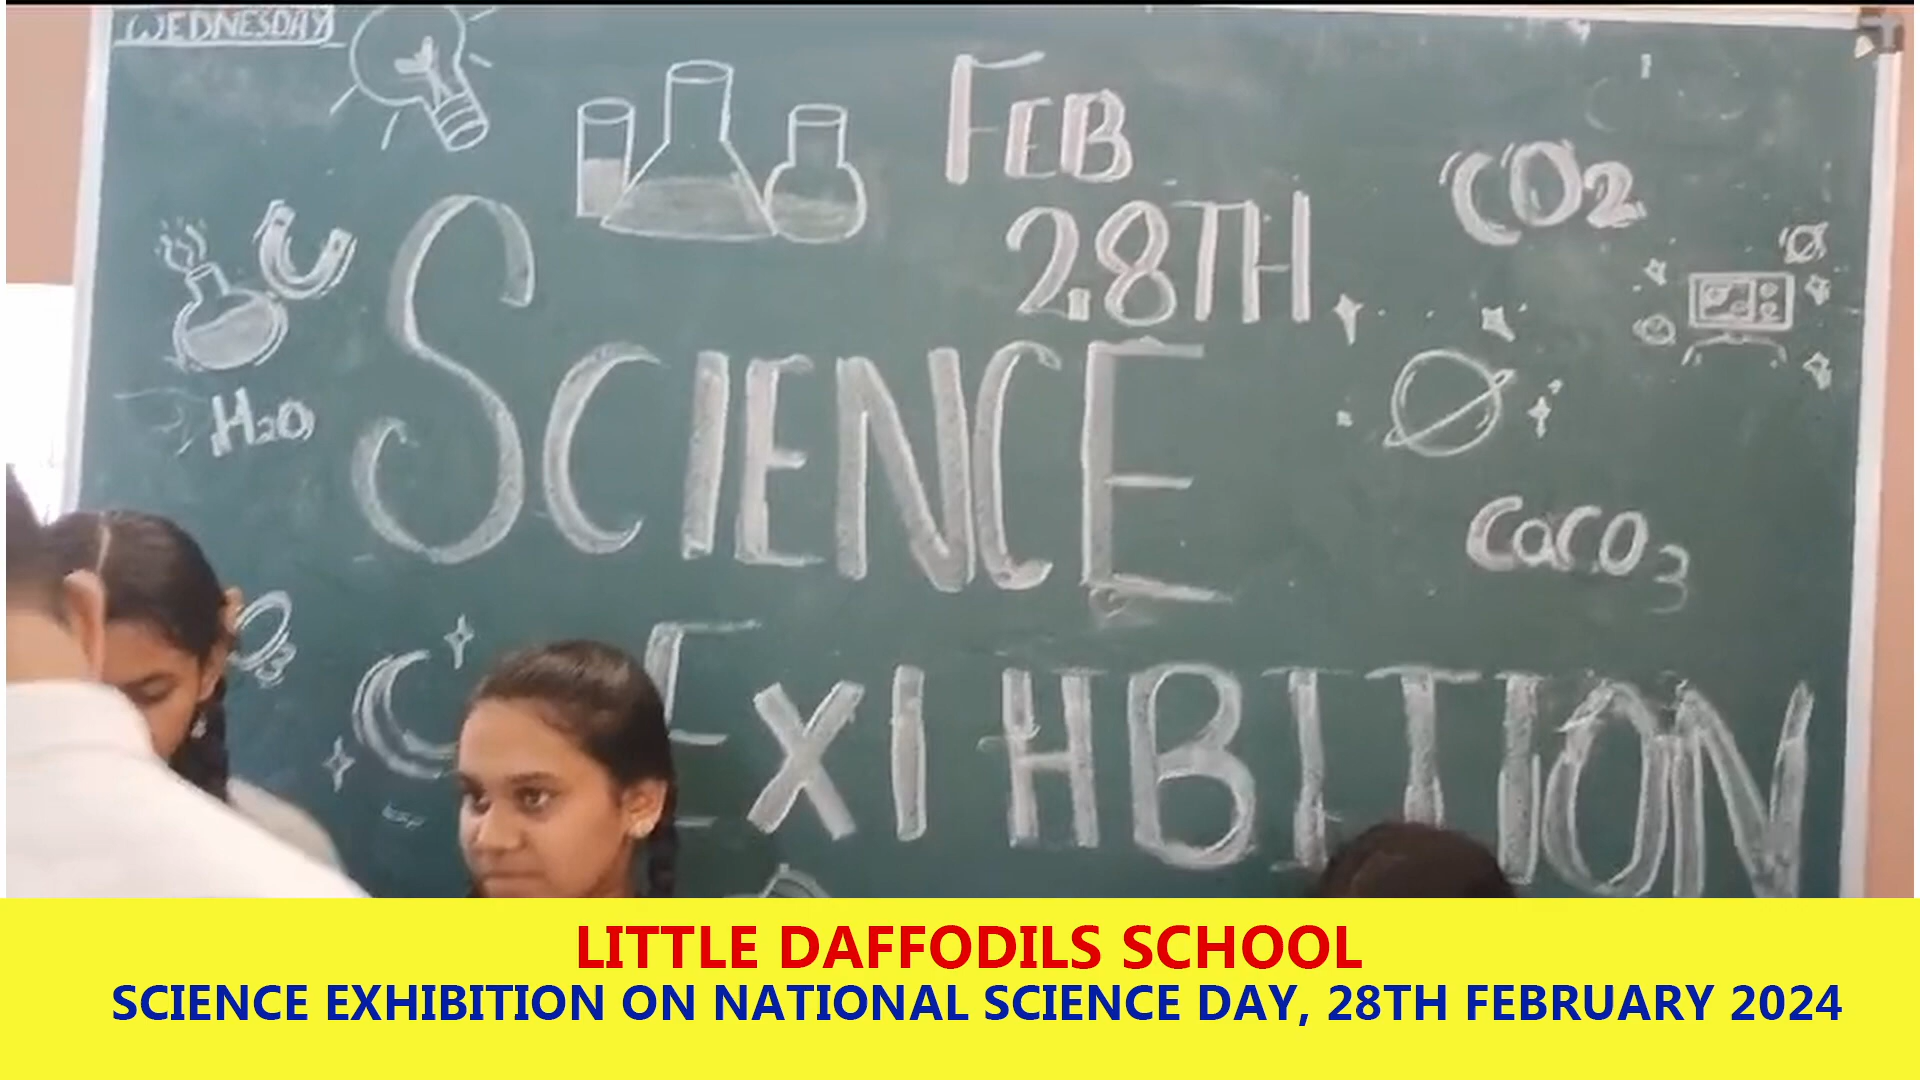 WEDNESDAY
FEB
28TH
CO2
H2O
SCIENCE
CaCO3
EXIHBITION
LITTLE DAFFODILS SCHOOL
SCIENCE EXHIBITION ON NATIONAL SCIENCE DAY, 28TH FEBRUARY 2024